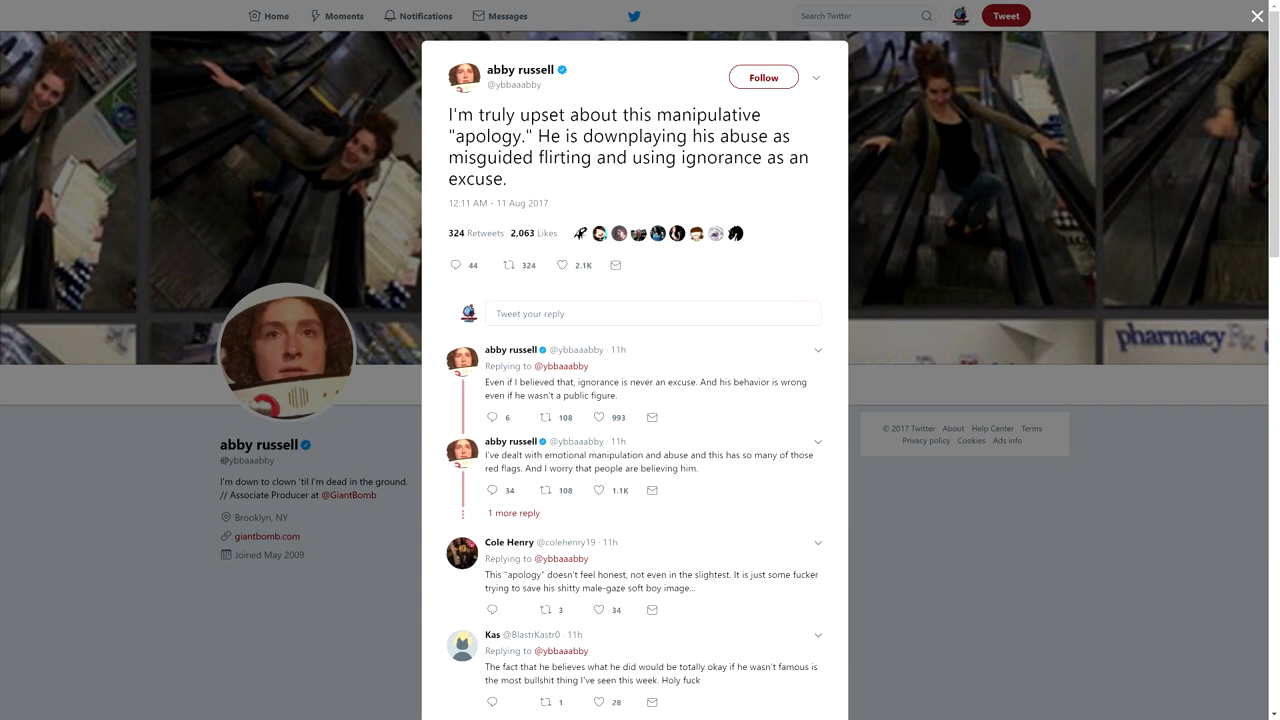 Home
Moments
Notifications
Messages
Search Twitter
Tweet
abby russell
@ybbaaabby
Follow
I'm truly upset about this manipulative
"apology." He is downplaying his abuse as
misguided flirting and using ignorance as an
excuse.
12:11 AM - 11 Aug 2017
324 Retweets 2,063 Likes
44 324 2.1K
Tweet your reply
abby russell @ybbaaabby · 11h
Replying to @ybbaaabby
Even if I believed that, ignorance is never an excuse. And his behavior is wrong
even if he wasn't a public figure.
6 108 993
abby russell @ybbaaabby · 11h
I've dealt with emotional manipulation and abuse and this has so many of those
red flags. And I worry that people are believing him.
34 108 1.1K
1 more reply
Cole Henry @colehenry19 · 11h
Replying to @ybbaaabby
This "apology" doesn't feel honest, not even in the slightest. It is just some fucker
trying to save his shitty male-gaze soft boy image...
3 34
Kas @BlastrKastr0 · 11h
Replying to @ybbaaabby
The fact that he believes what he did would be totally okay if he wasn't famous is
the most bullshit thing I've seen this week. Holy fuck
1 28
abby russell
@ybbaaabby
I'm down to clown 'til I'm dead in the ground.
// Associate Producer at @GiantBomb
Brooklyn, NY
giantbomb.com
Joined May 2009
pharmacy
© 2017 Twitter About Help Center Terms
Privacy policy Cookies Ads info